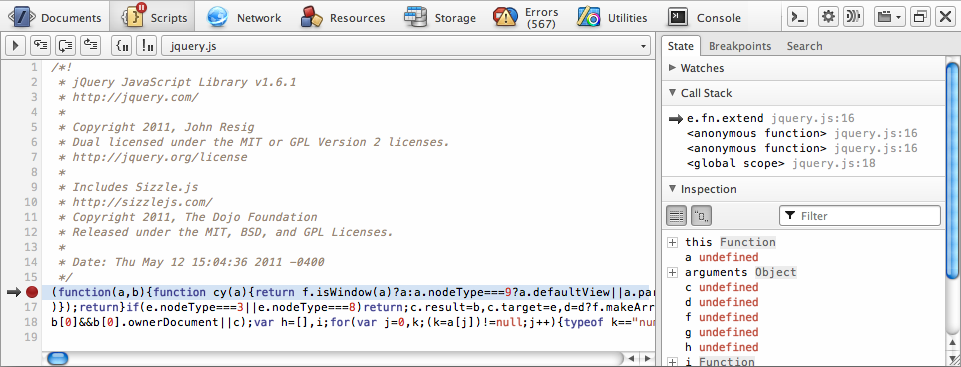 Documents Scripts Network Resources Storage Errors (567) Utilities Console
jquery.js
State Breakpoints Search
Watches
Call Stack
e.fn.extend jquery.js:16
<anonymous function> jquery.js:16
<anonymous function> jquery.js:16
<global scope> jquery.js:18
Inspection
Filter
this Function
a undefined
arguments Object
c undefined
d undefined
f undefined
g undefined
h undefined
i Function
1 /*!
2 * jQuery JavaScript Library v1.6.1
3 * http://jquery.com/
4 *
5 * Copyright 2011, John Resig
6 * Dual licensed under the MIT or GPL Version 2 licenses.
7 * http://jquery.org/license
8 *
9 * Includes Sizzle.js
10 * http://sizzlejs.com/
11 * Copyright 2011, The Dojo Foundation
12 * Released under the MIT, BSD, and GPL Licenses.
13 *
14 * Date: Thu May 12 15:04:36 2011 -0400
15 */
(function(a,b){function cy(a){return f.isWindow(a)?a:a.nodeType===9?a.defaultView||a.par
17 )});return}if(e.nodeType===3||e.nodeType===8)return;c.result=b,c.target=e,d=d?f.makeArr
18 b[0]&&b[0].ownerDocument||c);var h=[],i;for(var j=0,k;(k=a[j])!=null;j++){typeof k=="num
19